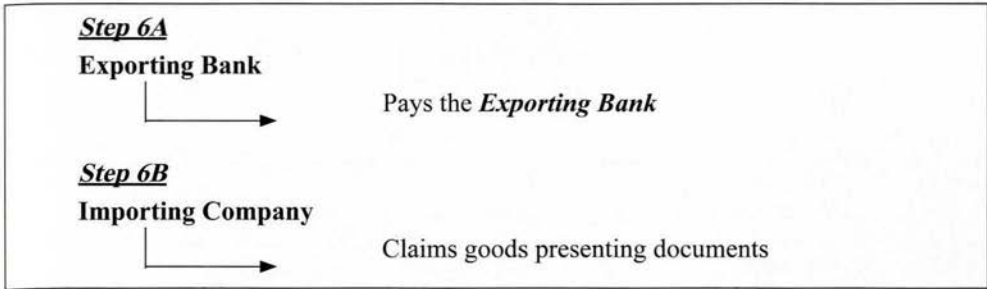 Step 6A
Exporting Bank
Pays the Exporting Bank
Step 6B
Importing Company
Claims goods presenting documents